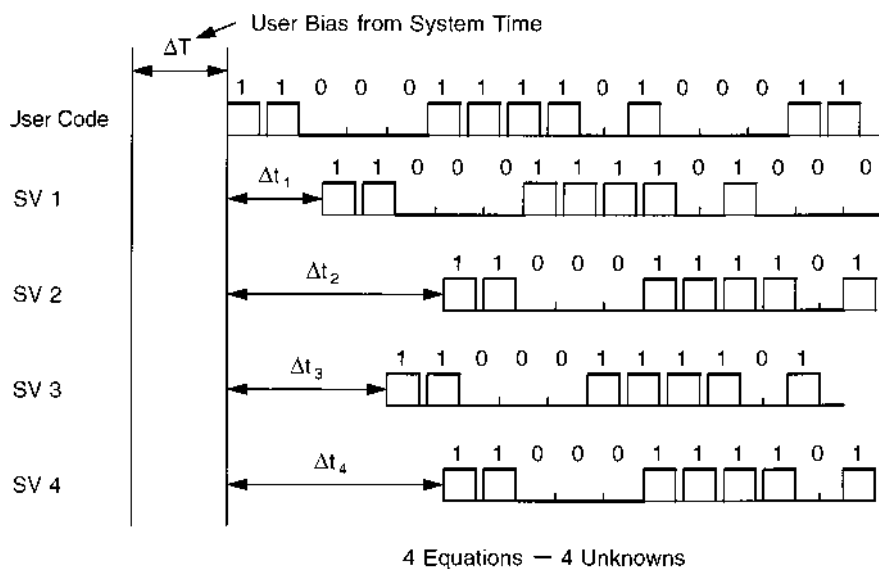 User Bias from System Time
ΔT
1 1 0 0 0 1 1 1 1 0 1 0 0 0 1 1
Jser Code
1 1 0 0 0 1 1 1 1 0 1 0 0 0
SV 1
Δt1
1 1 0 0 0 1 1 1 1 0 1
SV 2
Δt2
1 1 0 0 0 1 1 1 1 0 1
SV 3
Δt3
1 1 0 0 0 1 1 1 1 0 1
SV 4
Δt4
4 Equations — 4 Unknowns